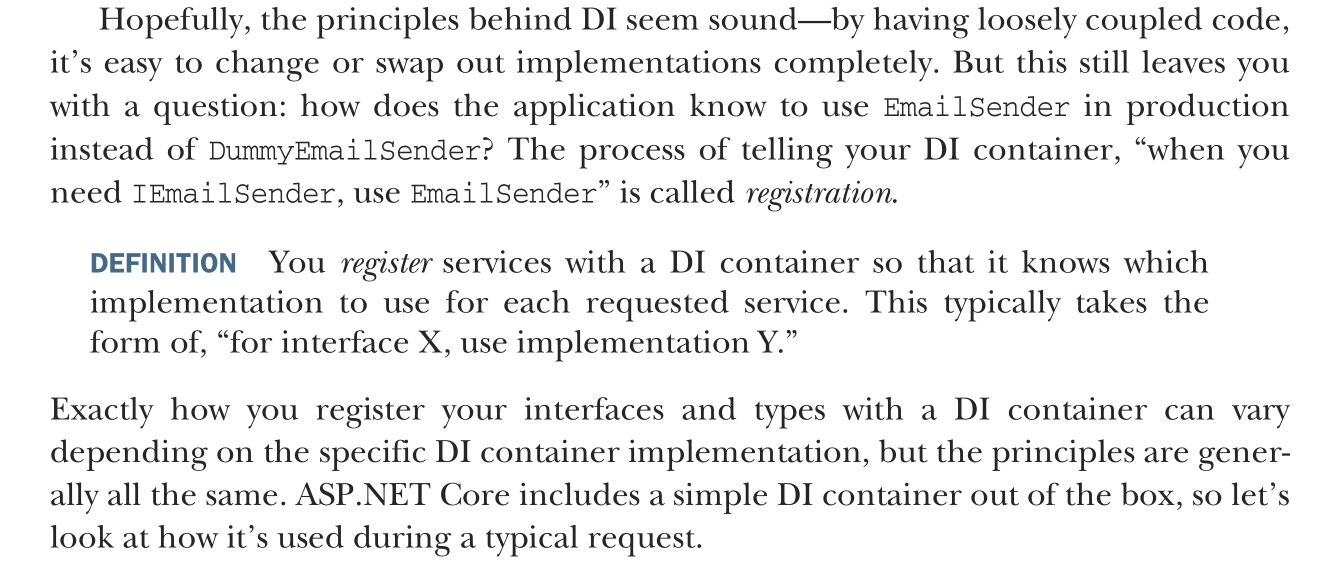 Hopefully, the principles behind DI seem sound—by having loosely coupled code,
it’s easy to change or swap out implementations completely. But this still leaves you
with a question: how does the application know to use EmailSender in production
instead of DummyEmailSender? The process of telling your DI container, “when you
need IEmailSender, use EmailSender” is called registration.
DEFINITION You register services with a DI container so that it knows which
implementation to use for each requested service. This typically takes the
form of, “for interface X, use implementation Y.”
Exactly how you register your interfaces and types with a DI container can vary
depending on the specific DI container implementation, but the principles are gener-
ally all the same. ASP.NET Core includes a simple DI container out of the box, so let’s
look at how it’s used during a typical request.